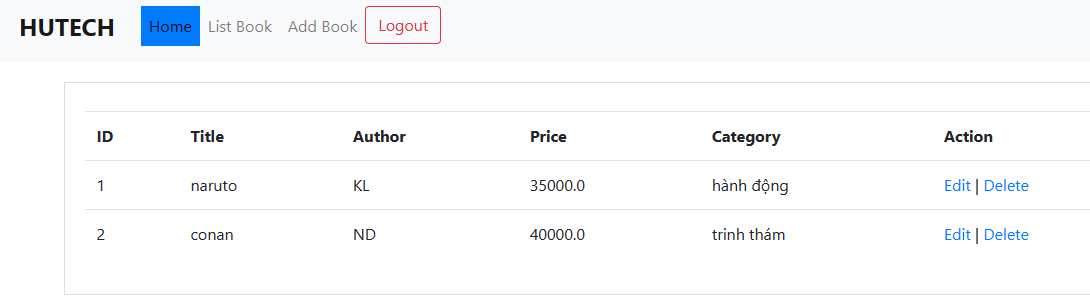 HUTECH Home List Book Add Book Logout
ID Title Author Price Category Action
1 naruto KL 35000.0 hành động Edit | Delete
2 conan ND 40000.0 trinh thám Edit | Delete